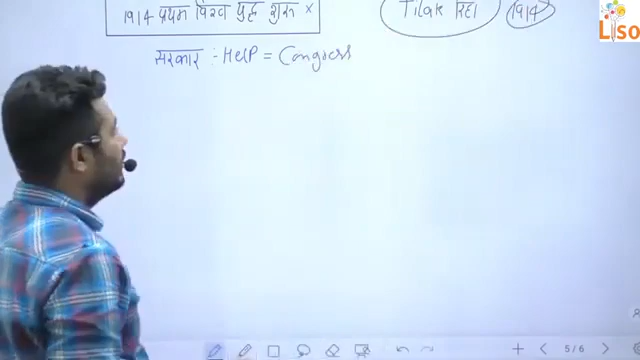 1914 प्रथम विश्व युद्ध शुरू ×
Tilak रिहा 1914
सरकार :- Help = Congress
Liso
5/6